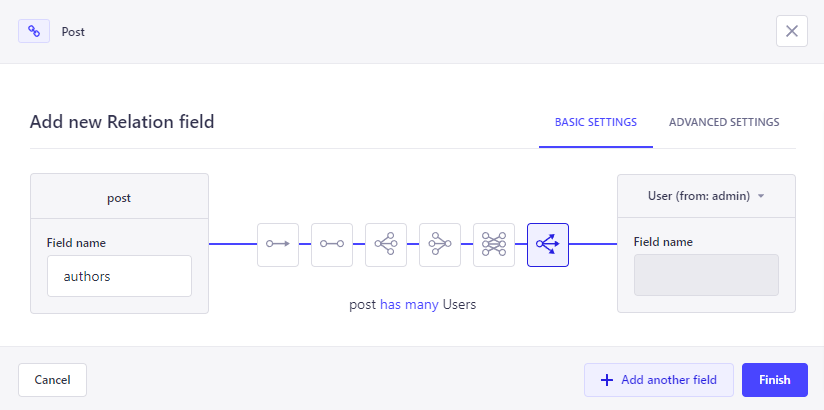 Post
Add new Relation field
BASIC SETTINGS
ADVANCED SETTINGS
post
Field name
authors
User (from: admin)
Field name
post has many Users
Cancel
Add another field
Finish